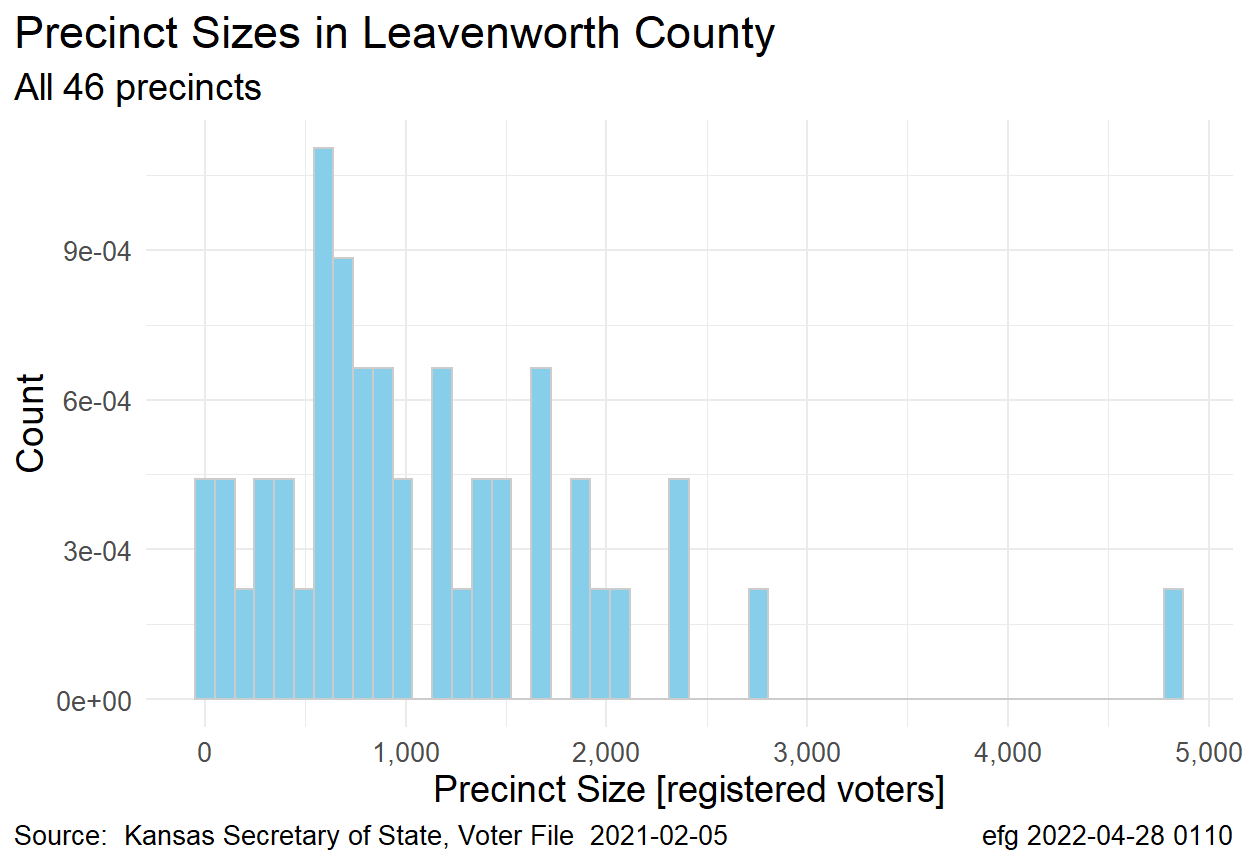 Precinct Sizes in Leavenworth County
All 46 precincts
9e-04
6e-04
3e-04
0e+00
Count
0 1,000 2,000 3,000 4,000 5,000
Precinct Size [registered voters]
Source:  Kansas Secretary of State, Voter File  2021-02-05
efg 2022-04-28 0110